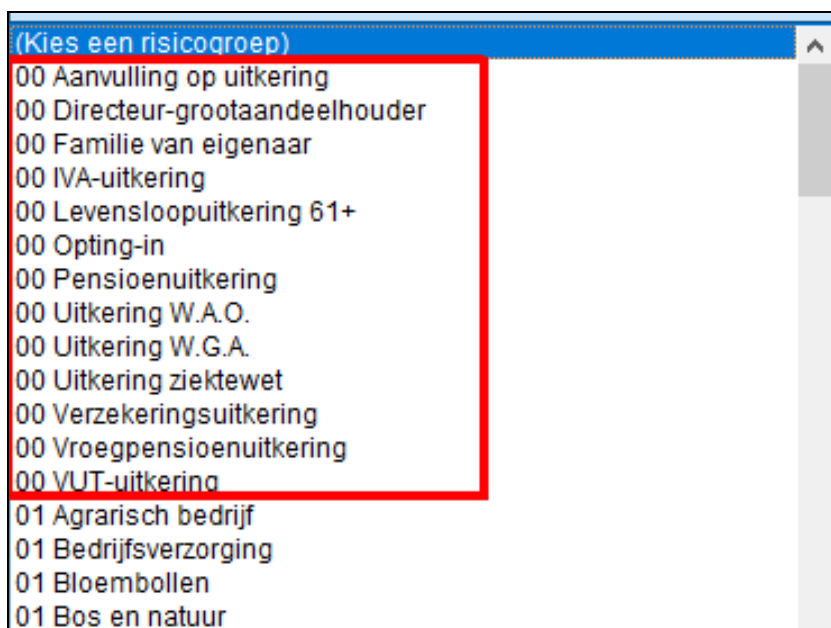 (Kies een risicogroep)
00 Aanvulling op uitkering
00 Directeur-grootaandeelhouder
00 Familie van eigenaar
00 IVA-uitkering
00 Levensloopuitkering 61+
00 Opting-in
00 Pensioenuitkering
00 Uitkering W.A.O.
00 Uitkering W.G.A.
00 Uitkering ziektewet
00 Verzekeringsuitkering
00 Vroegpensioenuitkering
00 VUT-uitkering
01 Agrarisch bedrijf
01 Bedrijfsverzorging
01 Bloembollen
01 Bos en natuur